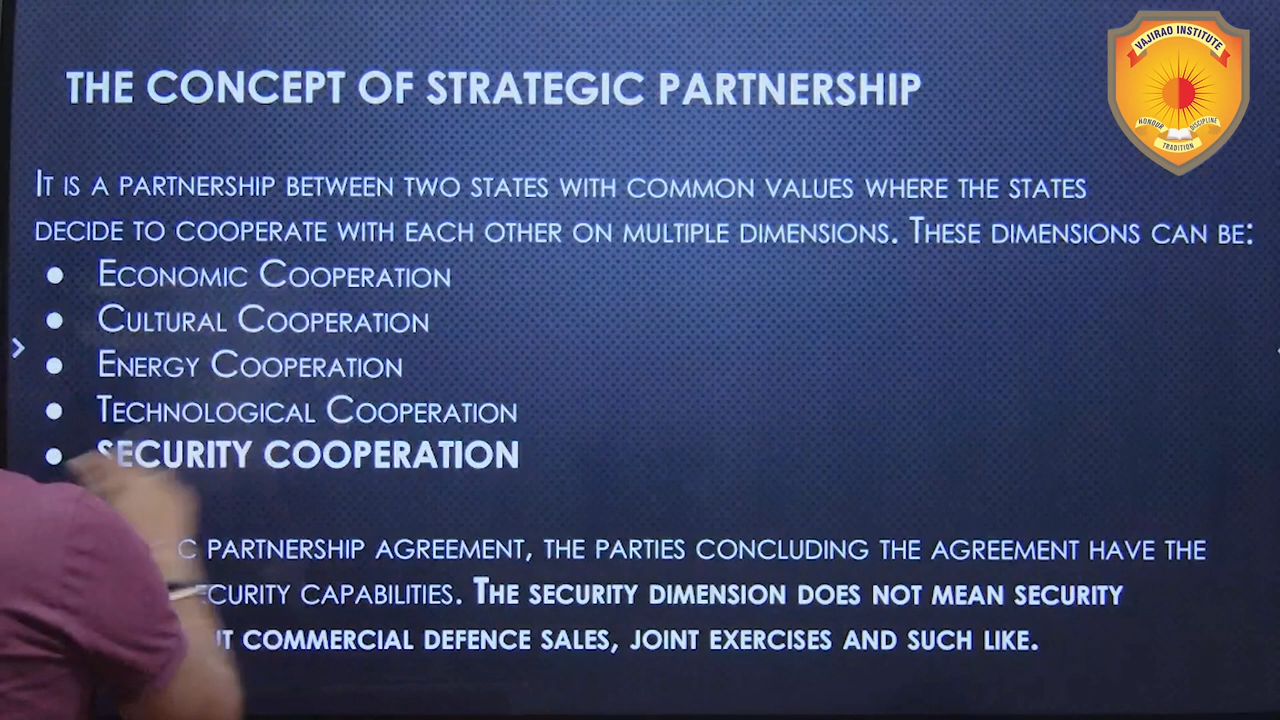 THE CONCEPT OF STRATEGIC PARTNERSHIP
VAJIRAO INSTITUTE
HONOUR DISCIPLINE
TRADITION
IT IS A PARTNERSHIP BETWEEN TWO STATES WITH COMMON VALUES WHERE THE STATES
DECIDE TO COOPERATE WITH EACH OTHER ON MULTIPLE DIMENSIONS. THESE DIMENSIONS CAN BE:
● ECONOMIC COOPERATION
● CULTURAL COOPERATION
● ENERGY COOPERATION
● TECHNOLOGICAL COOPERATION
● SECURITY COOPERATION
PARTNERSHIP AGREEMENT, THE PARTIES CONCLUDING THE AGREEMENT HAVE THE
CAPABILITIES. THE SECURITY DIMENSION DOES NOT MEAN SECURITY
COMMERCIAL DEFENCE SALES, JOINT EXERCISES AND SUCH LIKE.